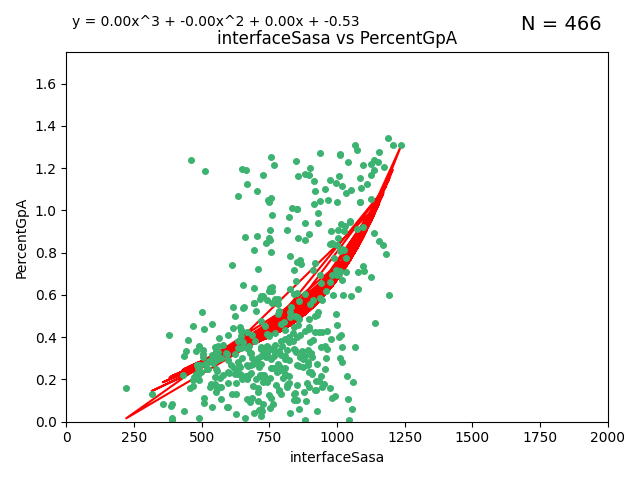 y = 0.00x^3 + -0.00x^2 + 0.00x + -0.53
N = 466
interfaceSasa vs PercentGpA
PercentGpA
1.6
1.4
1.2
1.0
0.8
0.6
0.4
0.2
0.0
0 250 500 750 1000 1250 1500 1750 2000
interfaceSasa